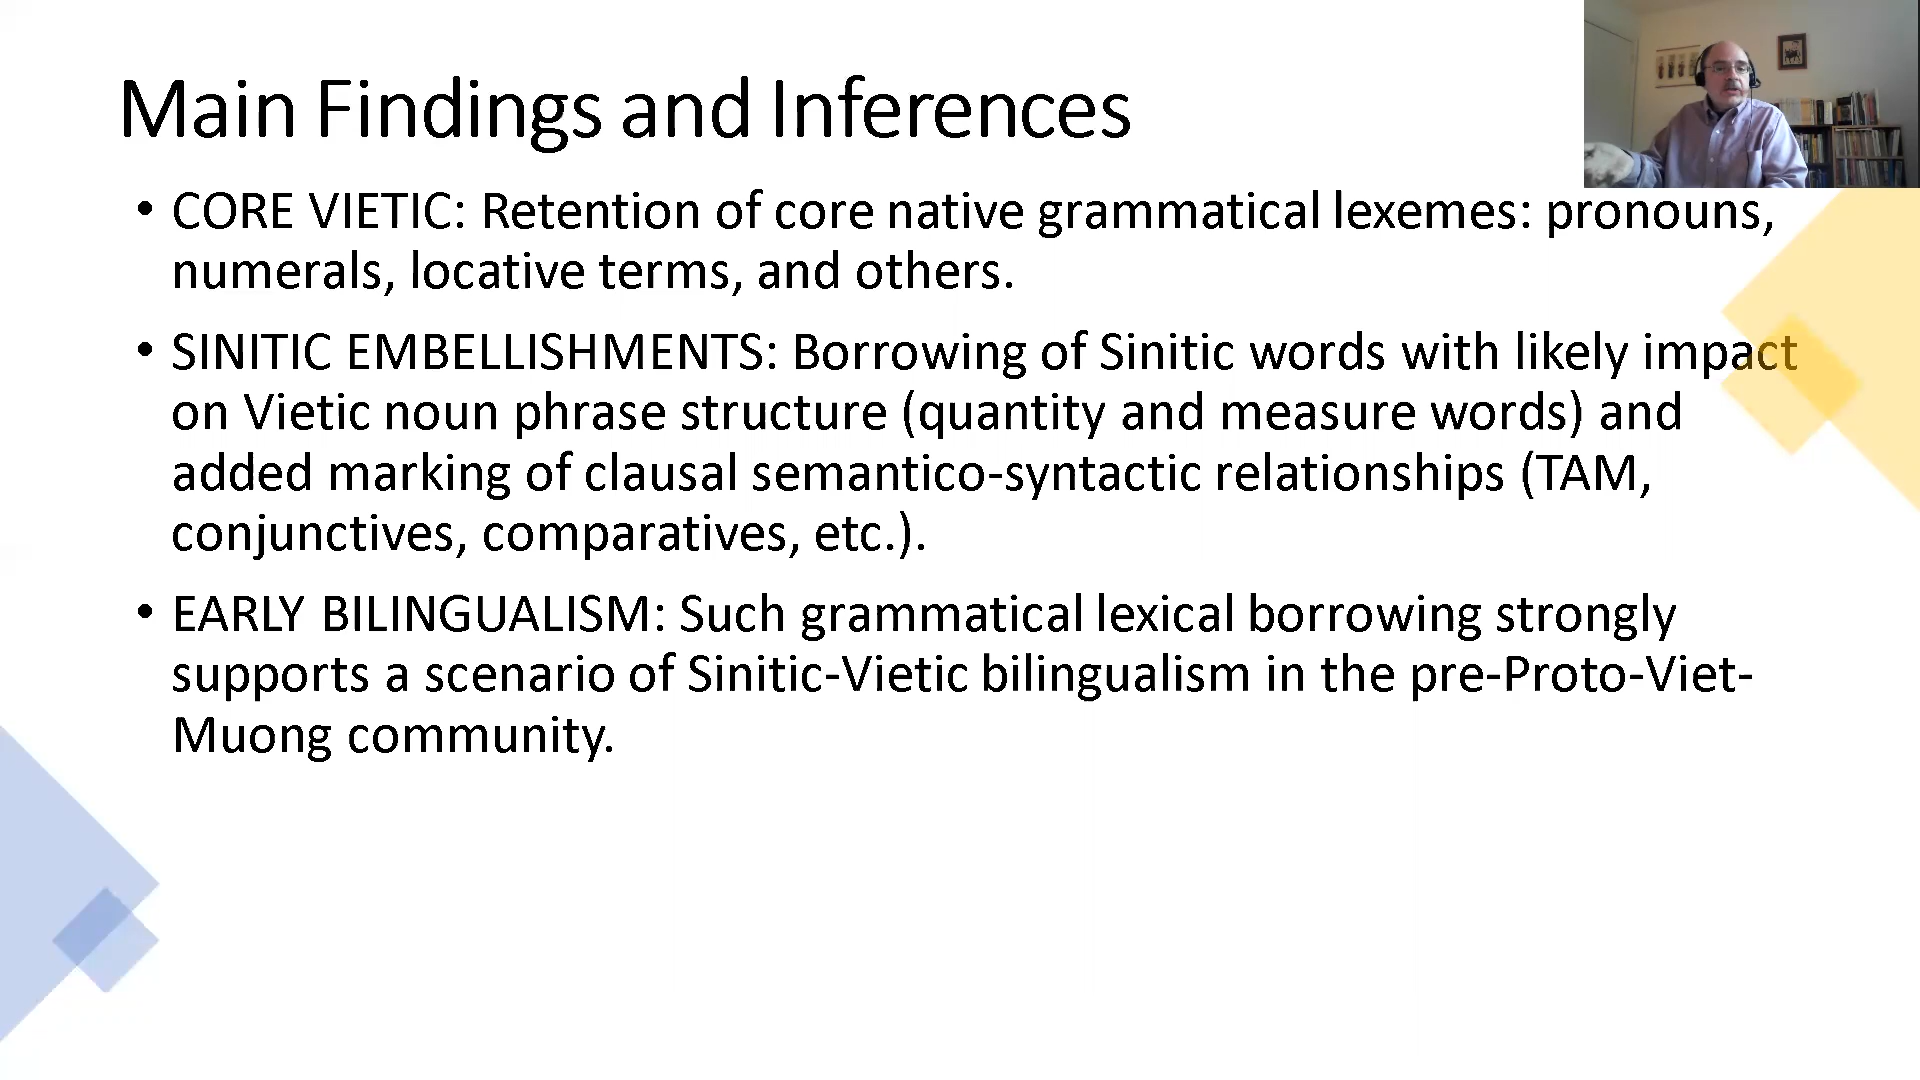 Main Findings and Inferences
• CORE VIETIC: Retention of core native grammatical lexemes: pronouns,
numerals, locative terms, and others.
• SINITIC EMBELLISHMENTS: Borrowing of Sinitic words with likely impact
on Vietic noun phrase structure (quantity and measure words) and
added marking of clausal semantico-syntactic relationships (TAM,
conjunctives, comparatives, etc.).
• EARLY BILINGUALISM: Such grammatical lexical borrowing strongly
supports a scenario of Sinitic-Vietic bilingualism in the pre-Proto-Viet-
Muong community.